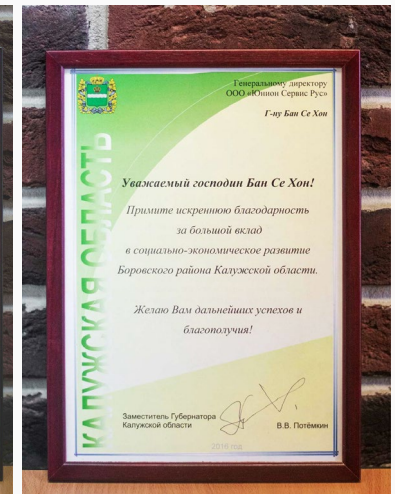 КАЛУЖСКАЯ ОБЛАСТЬ
Генеральному директору
ООО «Юнион Сервис Рус»
Г-ну Бан Се Хон
Уважаемый господин Бан Се Хон!
Примите искреннюю благодарность
за большой вклад
в социально-экономическое развитие
Боровского района Калужской области.
Желаю Вам дальнейших успехов и
благополучия!
Заместитель Губернатора
Калужской области
В.В. Потёмкин
2016 год